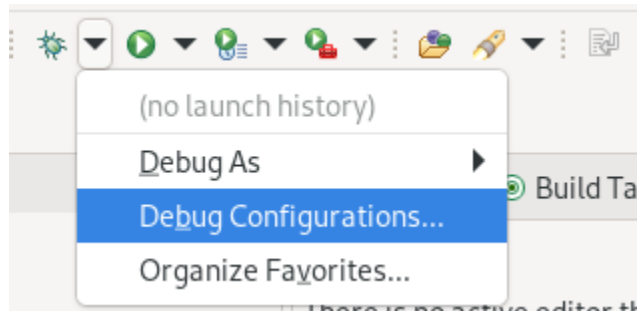 (no launch history)
Debug As
Build Ta
Debug Configurations...
Organize Favorites...
There is no active editor th